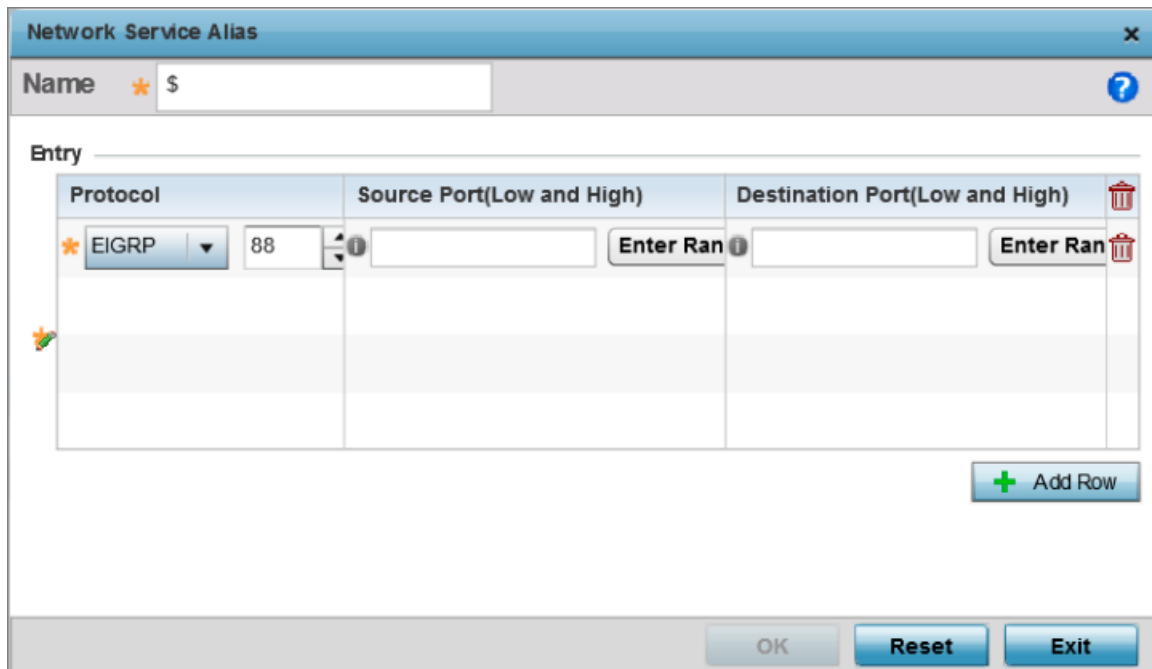 Network Service Alias
Name * $
Entry
Protocol Source Port(Low and High) Destination Port(Low and High)
* EIGRP 88 Enter Ran Enter Ran
Add Row
OK Reset Exit